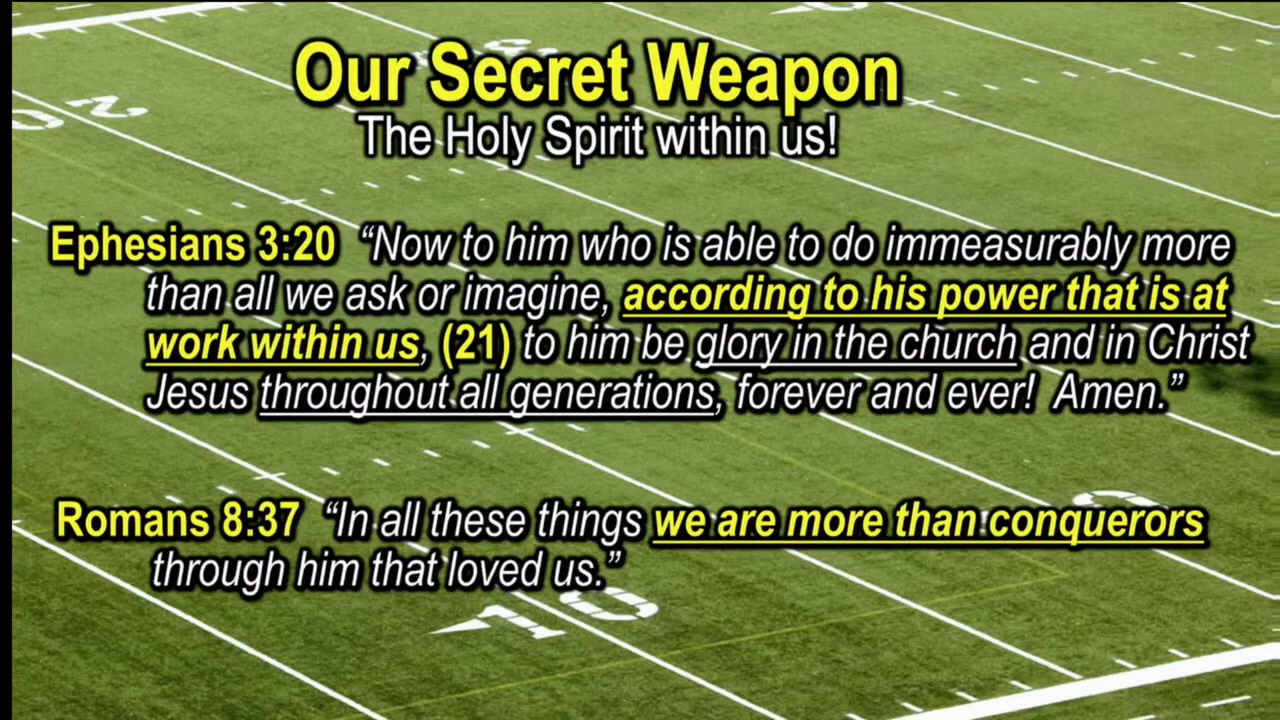 Our Secret Weapon
The Holy Spirit within us!
Ephesians 3:20 “Now to him who is able to do immeasurably more
than all we ask or imagine, according to his power that is at
work within us, (21) to him be glory in the church and in Christ
Jesus throughout all generations, forever and ever! Amen.”
Romans 8:37 “In all these things we are more than conquerors
through him that loved us.”
20
10